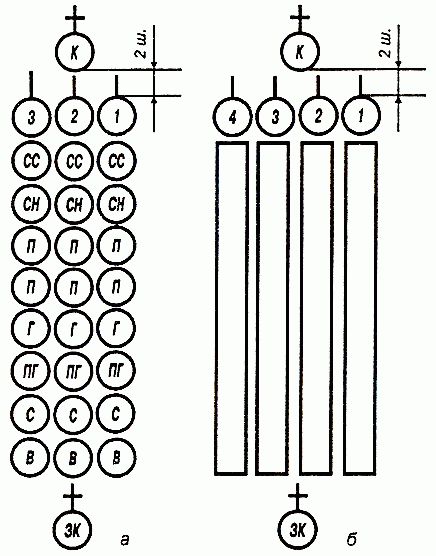 К К
2 ш. 2 ш.
3 2 1 4 3 2 1
СС СС СС
СН СН СН
П П П
П П П
Г Г Г
ПГ ПГ ПГ
С С С
В В В
ЗК а ЗК б